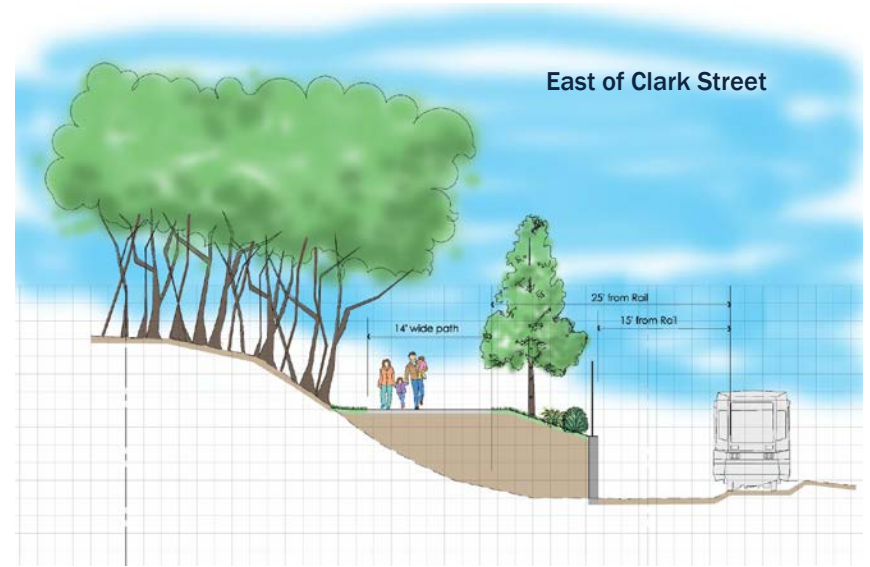 East of Clark Street
25' from Rail
15' from Rail
14' wide path